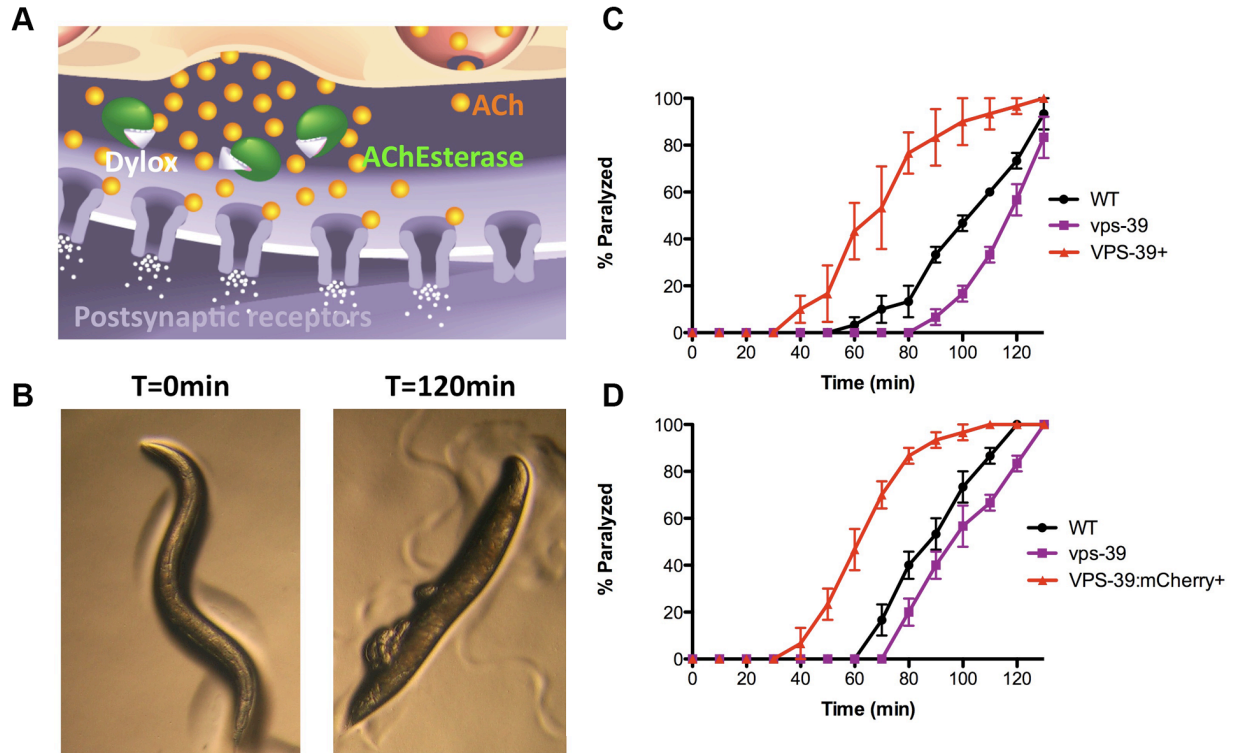 A
ACh
Dylox
AChEsterase
Postsynaptic receptors
B
T=0min
T=120min
C
% Paralyzed
100
80
60
40
20
0
0 20 40 60 80 100 120
Time (min)
WT
vps-39
VPS-39+
D
% Paralyzed
100
80
60
40
20
0
0 20 40 60 80 100 120
Time (min)
WT
vps-39
VPS-39:mCherry+